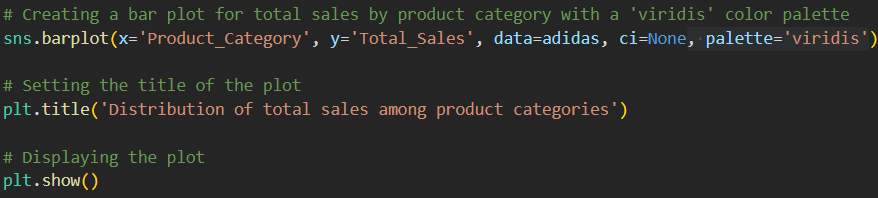 # Creating a bar plot for total sales by product category with a 'viridis' color palette
sns.barplot(x='Product_Category', y='Total_Sales', data=adidas, ci=None, palette='viridis')
# Setting the title of the plot
plt.title('Distribution of total sales among product categories')
# Displaying the plot
plt.show()